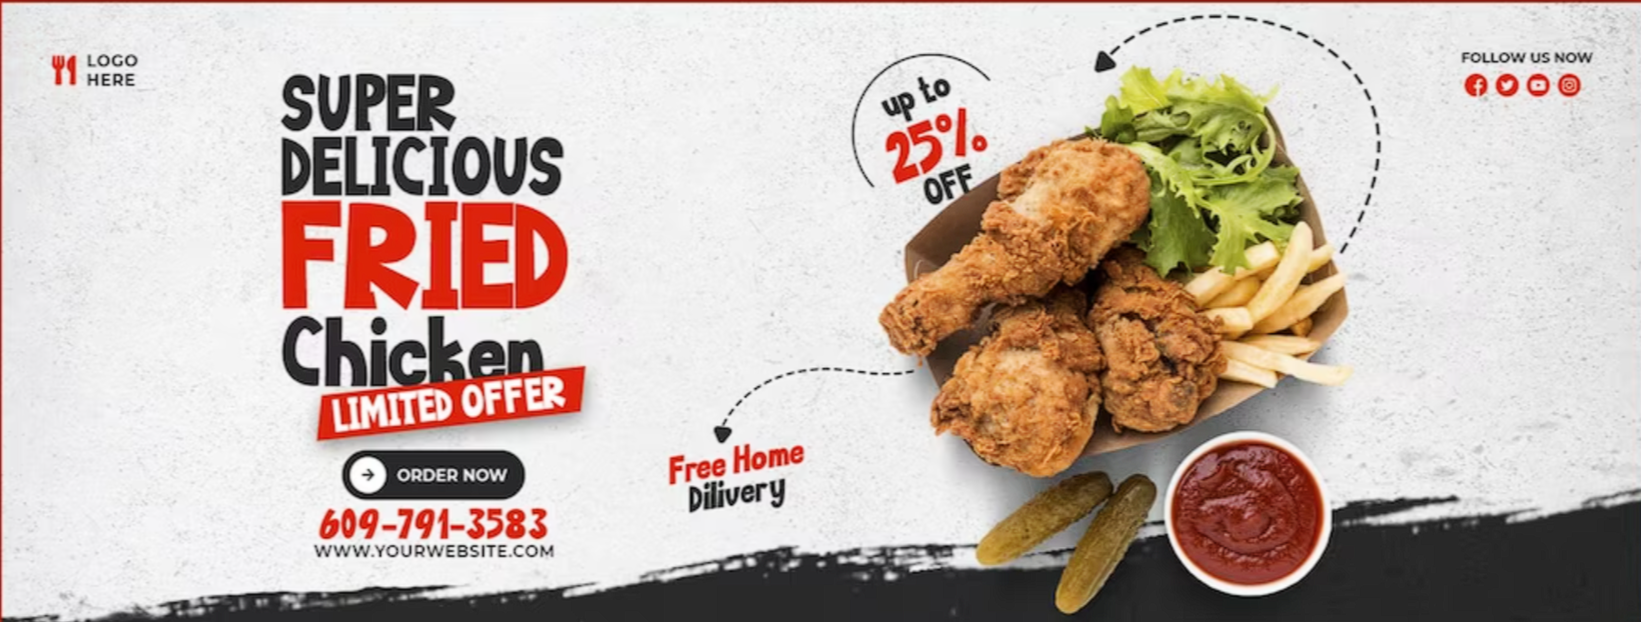 LOGO
HERE
SUPER
DELICIOUS
FRIED
Chicken
LIMITED OFFER
ORDER NOW
609-791-3583
WWW.YOURWEBSITE.COM
up to
25%
OFF
Free Home
Dilivery
FOLLOW US NOW